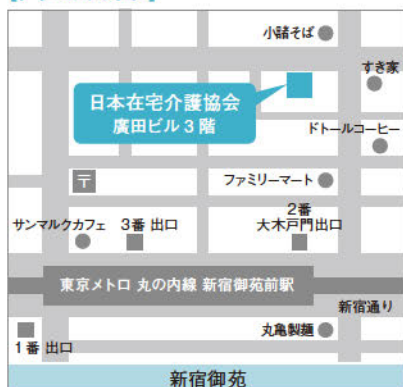 小諸そば
すき家
日本在宅介護協会
廣田ビル3階
ドトールコーヒー
〒
ファミリーマート
サンマルクカフェ
3番 出口
2番
大木戸門出口
東京メトロ 丸の内線 新宿御苑前駅
新宿通り
1番 出口
丸亀製麺
新宿御苑